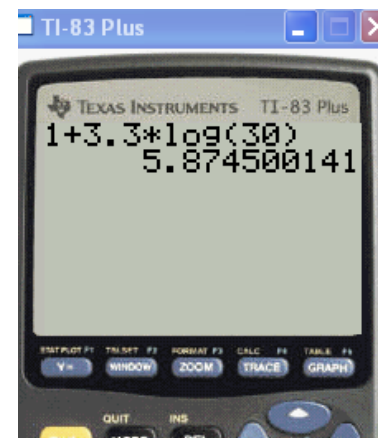 TI-83 Plus
TEXAS INSTRUMENTS TI-83 Plus
1+3.3*log(30)
5.874500141
STAT PLOT F1 TBLSET F2 FORMAT F3 CALC F4 TABLE F5
Y= WINDOW ZOOM TRACE GRAPH
QUIT INS